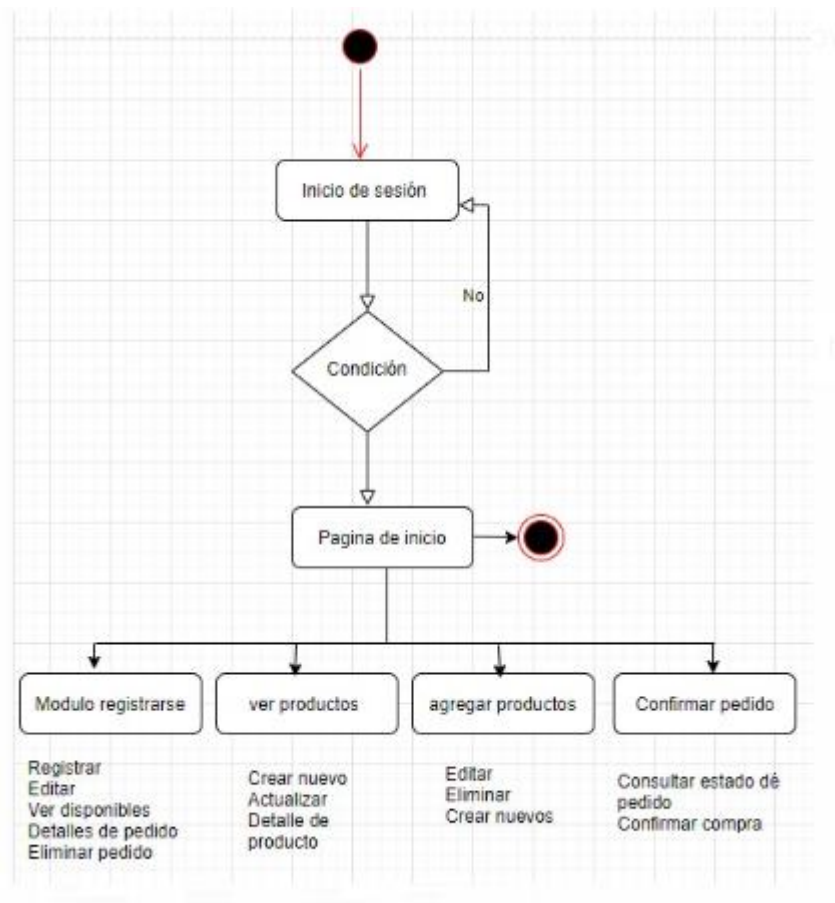 Inicio de sesión
No
Condición
Pagina de inicio
Modulo registrarse
ver productos
agregar productos
Confirmar pedido
Registrar
Editar
Ver disponibles
Detalles de pedido
Eliminar pedido
Crear nuevo
Actualizar
Detalle de
producto
Editar
Eliminar
Crear nuevos
Consultar estado dé
pedido
Confirmar compra